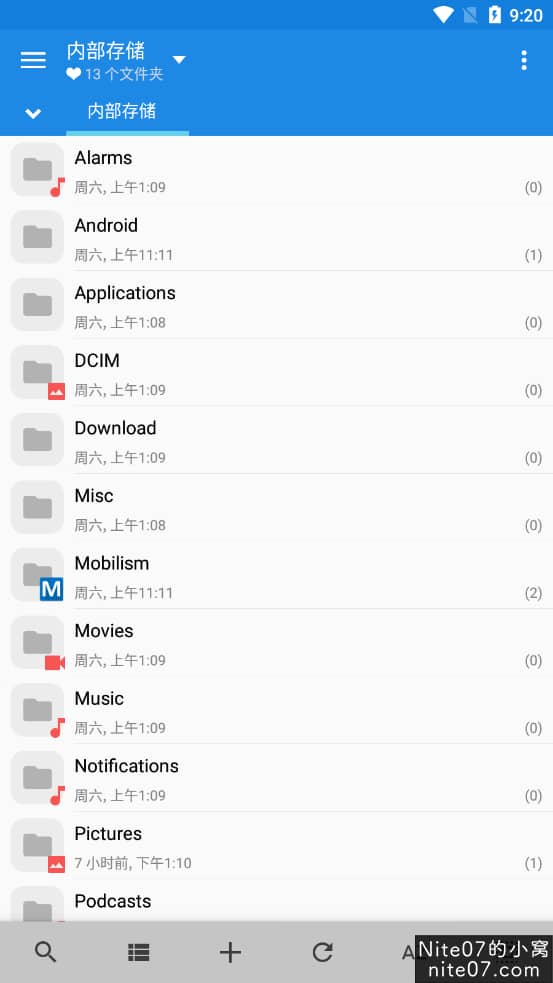 9:20
内部存储
13 个文件夹
内部存储
Alarms
周六, 上午1:09
(0)
Android
周六, 上午11:11
(1)
Applications
周六, 上午1:08
(0)
DCIM
周六, 上午1:09
(0)
Download
周六, 上午1:09
(0)
Misc
周六, 上午1:08
(0)
M
Mobilism
周六, 上午11:11
(2)
Movies
周六, 上午1:09
(0)
Music
周六, 上午1:09
(0)
Notifications
周六, 上午1:09
(0)
Pictures
7 小时前, 下午1:10
(1)
Podcasts
Nite07的小窝
nite07.com